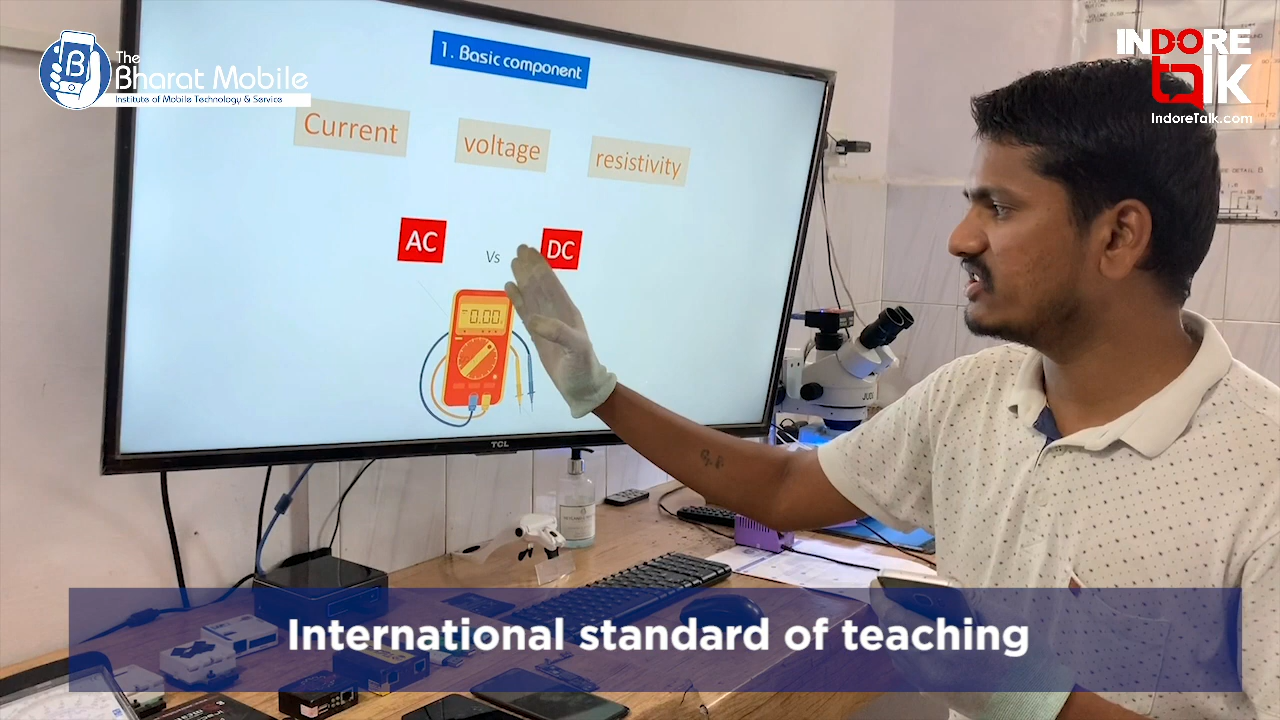 The
Bharat Mobile
Institute of Mobile Technology & Service
INDORE
talk
IndoreTalk.com
1. Basic component
Current
voltage
resistivity
AC
Vs
DC
0.00
TCL
International standard of teaching